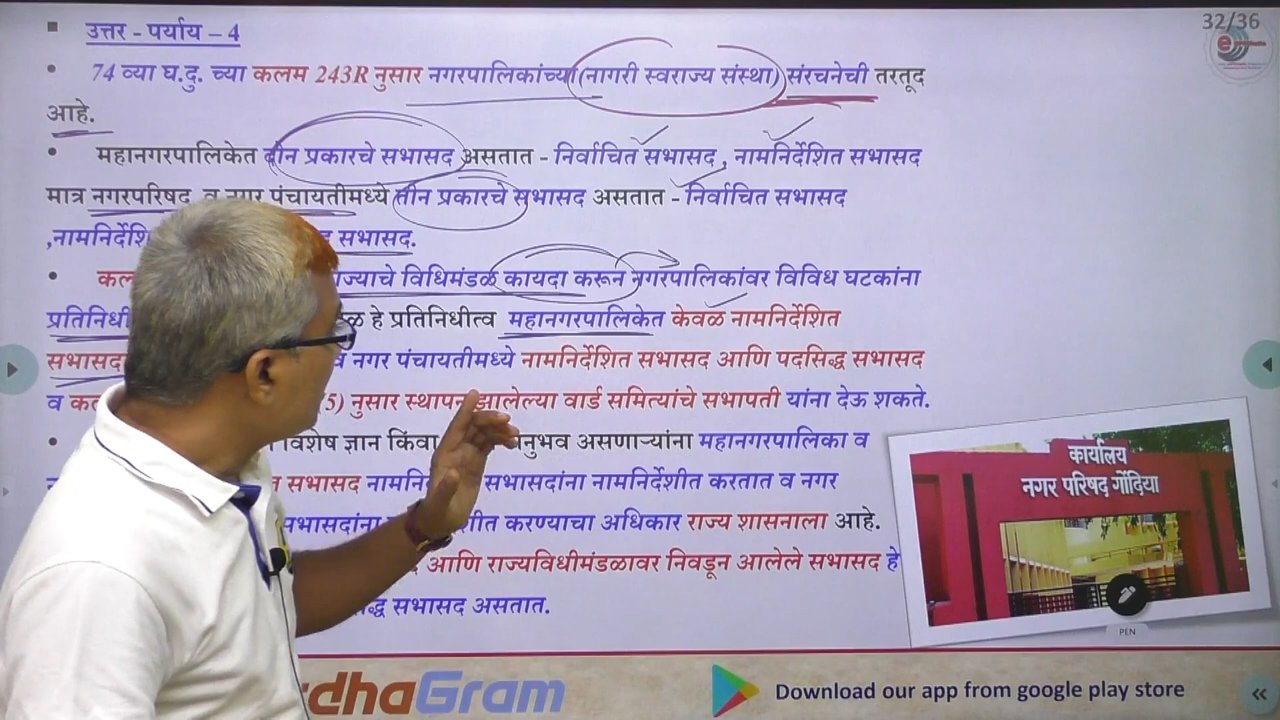 32/36
उत्तर - पर्याय – 4
74 व्या घ.दु. च्या कलम 243R नुसार नगरपालिकांच्या (नागरी स्वराज्य संस्था) संरचनेची तरतूद
आहे.
महानगरपालिकेत दोन प्रकारचे सभासद असतात - निर्वाचित सभासद , नामनिर्देशित सभासद
मात्र नगरपरिषद व नगर पंचायतीमध्ये तीन प्रकारचे सभासद असतात - निर्वाचित सभासद
,नामनिर्देशि सभासद.
राज्याचे विधिमंडळ कायदा करून नगरपालिकांवर विविध घटकांना
प्रतिनिधी हे प्रतिनिधीत्व महानगरपालिकेत केवळ नामनिर्देशित
सभासद व नगर पंचायतीमध्ये नामनिर्देशित सभासद आणि पदसिद्ध सभासद
व 5) नुसार स्थापन झालेल्या वार्ड समित्यांचे सभापती यांना देऊ शकते.
विशेष ज्ञान किंवा अनुभव असणाऱ्यांना महानगरपालिका व
सभासद सभासदांना नामनिर्देशीत करतात व नगर
सभासदांना करण्याचा अधिकार राज्य शासनाला आहे.
आणि राज्यविधीमंडळावर निवडून आलेले सभासद हे
सभासद असतात.
कार्यालय
नगर परिषद गोंदिया
PEN
dhaGram
Download our app from google play store